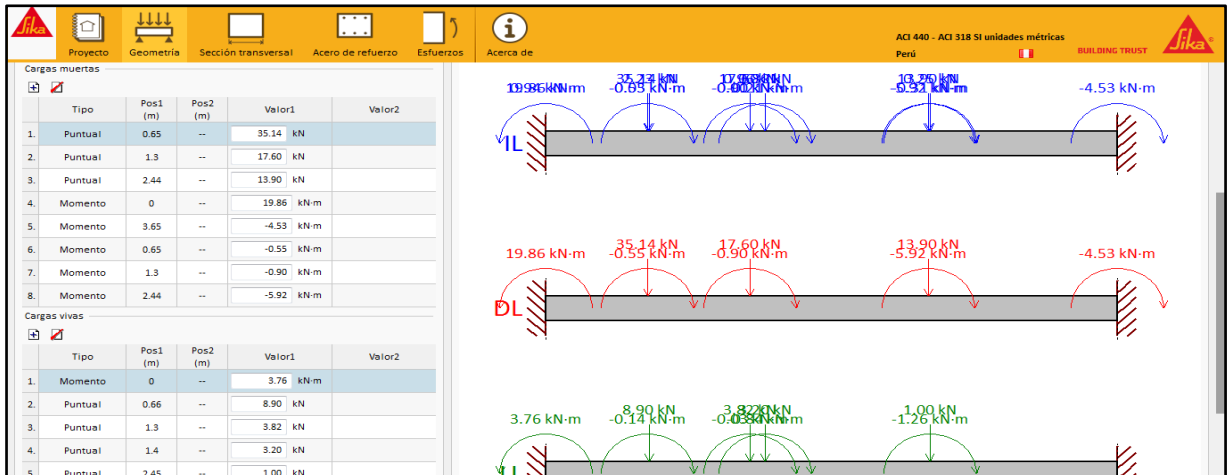 Sika
Proyecto
Geometría
Sección transversal
Acero de refuerzo
Esfuerzos
Acerca de
ACI 440 - ACI 318 SI unidades métricas
Perú
BUILDING TRUST
Sika
Cargas muertas
Tipo Pos1 (m) Pos2 (m) Valor1 Valor2
1. Puntual 0.65 -- 35.14 kN
2. Puntual 1.3 -- 17.60 kN
3. Puntual 2.44 -- 13.90 kN
4. Momento 0 -- 19.86 kN·m
5. Momento 3.65 -- -4.53 kN·m
6. Momento 0.65 -- -0.55 kN·m
7. Momento 1.3 -- -0.90 kN·m
8. Momento 2.44 -- -5.92 kN·m
Cargas vivas
Tipo Pos1 (m) Pos2 (m) Valor1 Valor2
1. Momento 0 -- 3.76 kN·m
2. Puntual 0.66 -- 8.90 kN
3. Puntual 1.3 -- 3.82 kN
4. Puntual 1.4 -- 3.20 kN
5. Puntual 2.45 -- 1.00 kN
-4.53 kN·m
IL
35.14 kN 17.60 kN 13.90 kN
19.86 kN·m -0.55 kN·m -0.90 kN·m -5.92 kN·m -4.53 kN·m
DL
8.90 kN 1.00 kN
3.76 kN·m -0.14 kN·m -1.26 kN·m
LL